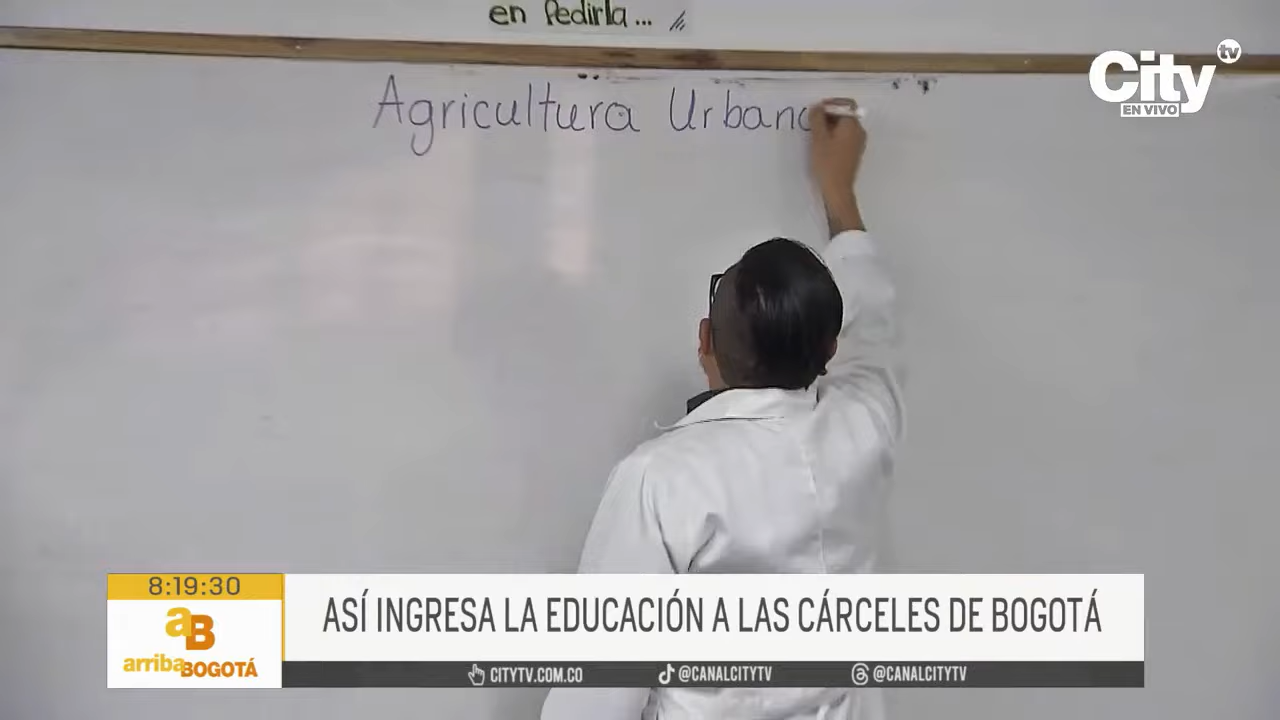 en Pedirla...
City tv
EN VIVO
Agricultura Urbana
8:19:30
aB
arriba BOGOTÁ
ASÍ INGRESA LA EDUCACIÓN A LAS CÁRCELES DE BOGOTÁ
CITYTV.COM.CO @CANALCITYTV @CANALCITYTV